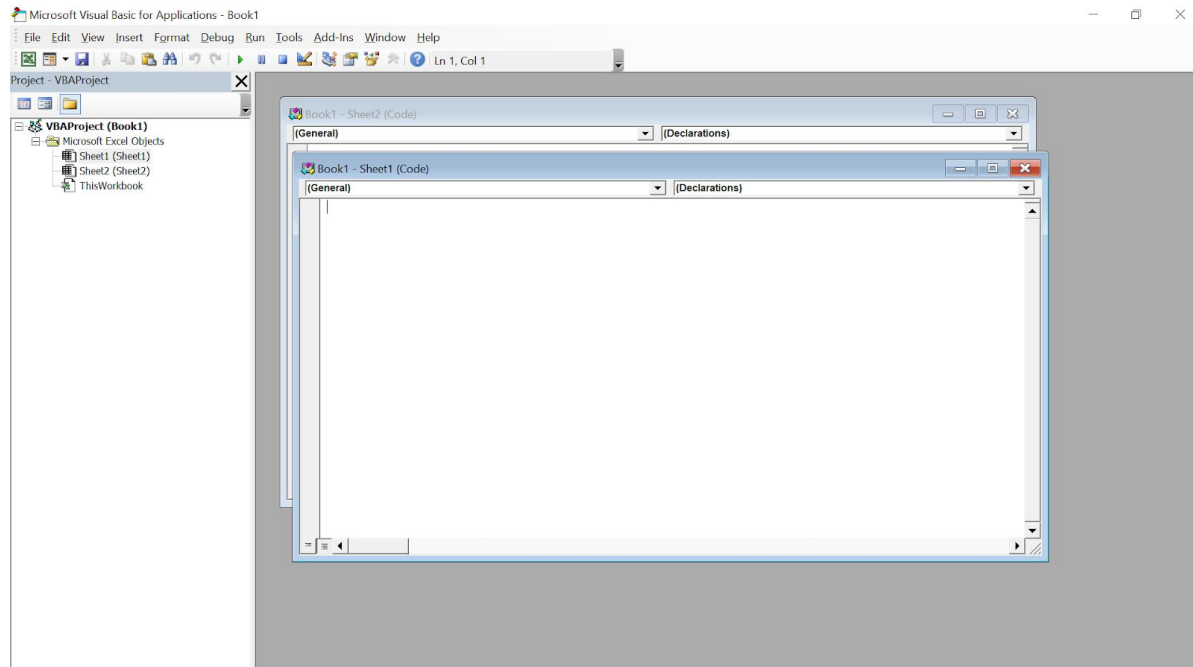 Microsoft Visual Basic for Applications - Book1
File Edit View Insert Format Debug Run Tools Add-Ins Window Help
Ln 1, Col 1
Project - VBAProject
VBAProject (Book1)
Microsoft Excel Objects
Sheet1 (Sheet1)
Sheet2 (Sheet2)
ThisWorkbook
Book1 - Sheet2 (Code)
(General) (Declarations)
Book1 - Sheet1 (Code)
(General) (Declarations)